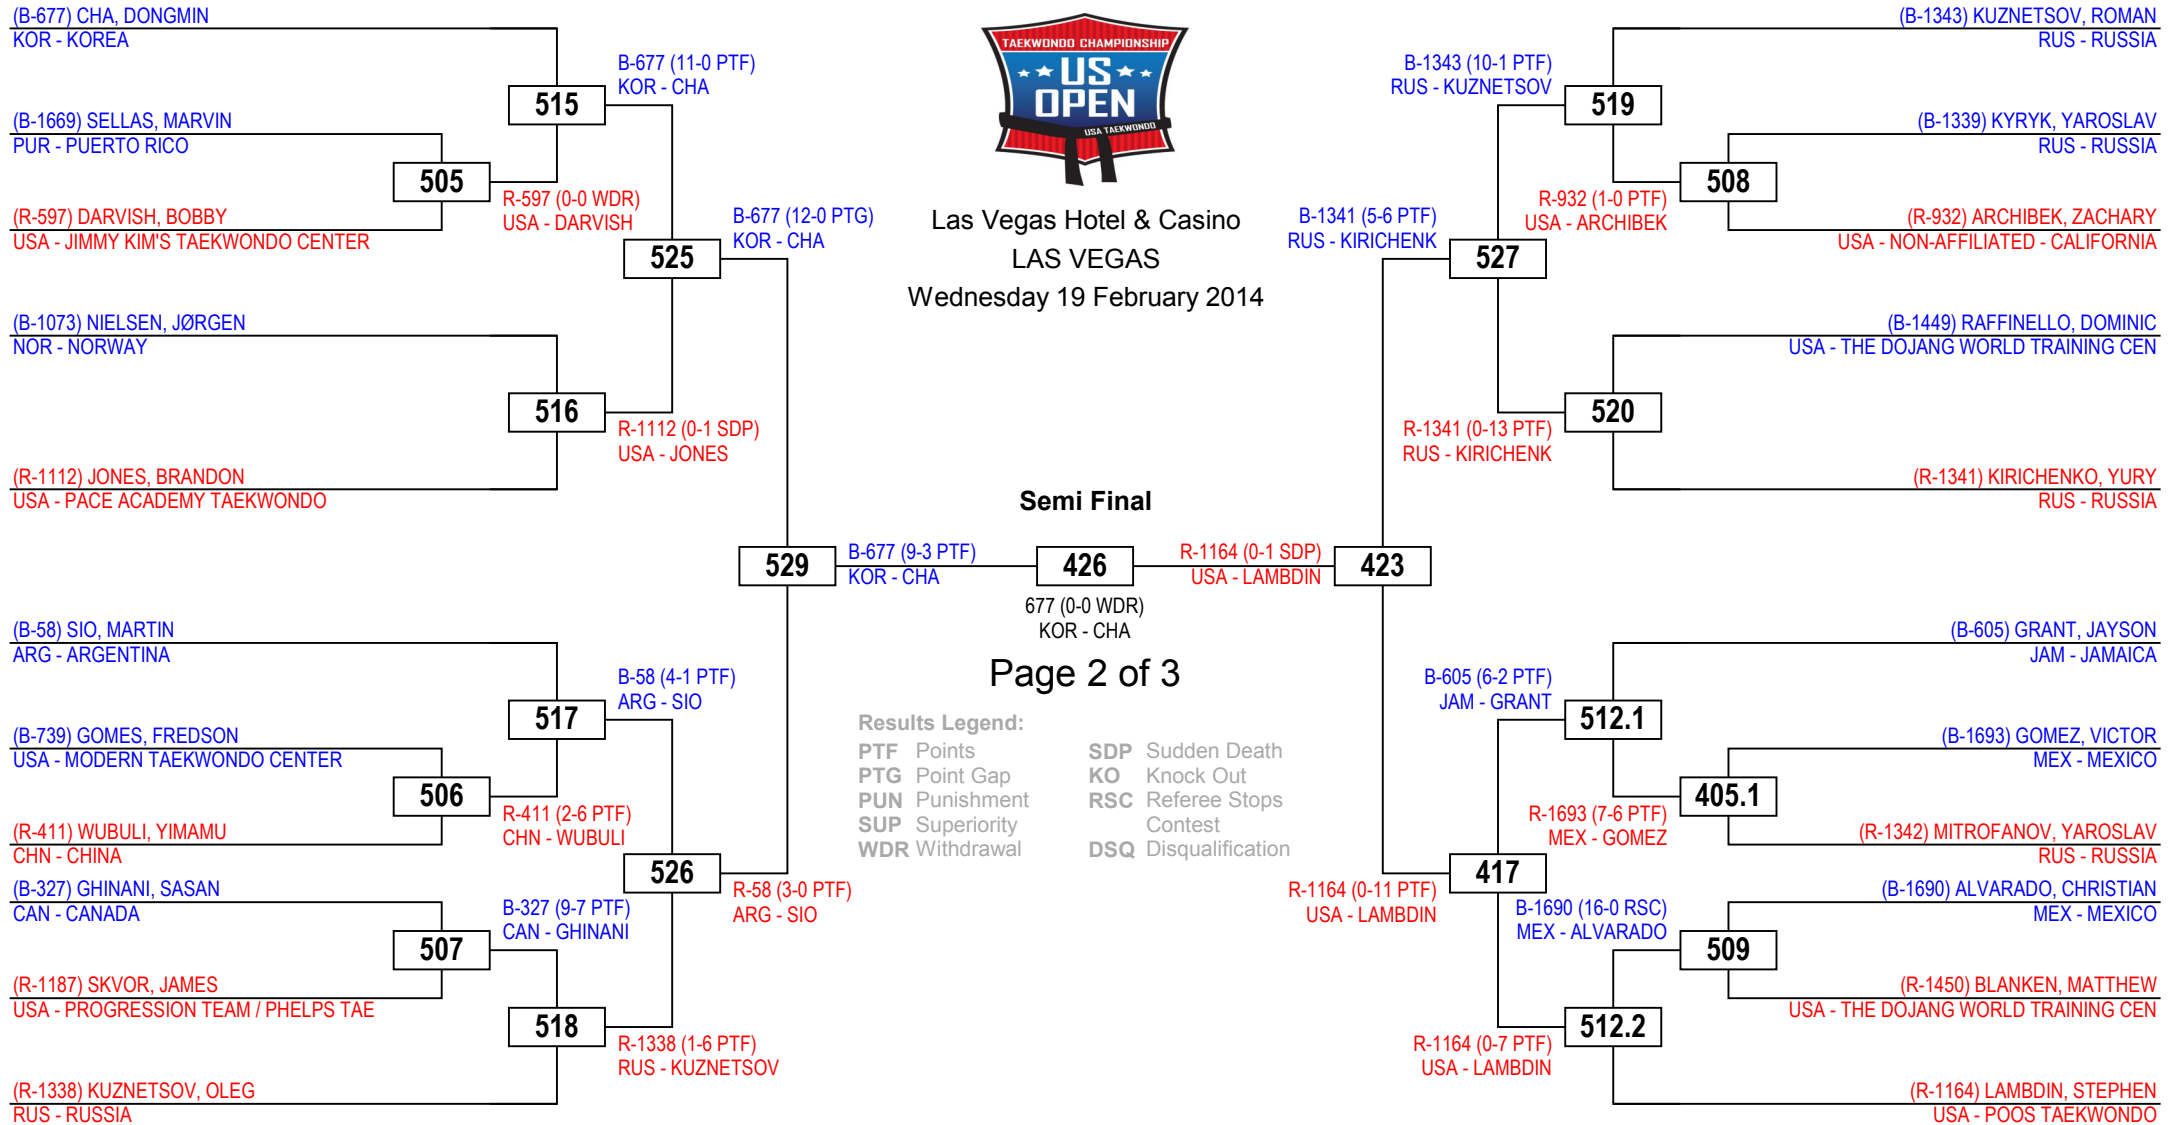 (B-677) CHA, DONGMIN
KOR - KOREA
B-677 (11-0 PTF)
KOR - CHA
515
(B-1669) SELLAS, MARVIN
PUR - PUERTO RICO
505
(R-597) DARVISH, BOBBY
USA - JIMMY KIM'S TAEKWONDO CENTER
R-597 (0-0 WDR)
USA - DARVISH
B-677 (12-0 PTG)
KOR - CHA
525
(B-1073) NIELSEN, JØRGEN
NOR - NORWAY
516
R-1112 (0-1 SDP)
USA - JONES
(R-1112) JONES, BRANDON
USA - PACE ACADEMY TAEKWONDO
529
B-677 (9-3 PTF)
KOR - CHA
(B-58) SIO, MARTIN
ARG - ARGENTINA
B-58 (4-1 PTF)
ARG - SIO
517
(B-739) GOMES, FREDSON
USA - MODERN TAEKWONDO CENTER
506
(R-411) WUBULI, YIMAMU
CHN - CHINA
R-411 (2-6 PTF)
CHN - WUBULI
526
R-58 (3-0 PTF)
ARG - SIO
(B-327) GHINANI, SASAN
CAN - CANADA
B-327 (9-7 PTF)
CAN - GHINANI
507
(R-1187) SKVOR, JAMES
USA - PROGRESSION TEAM / PHELPS TAE
518
R-1338 (1-6 PTF)
RUS - KUZNETSOV
(R-1338) KUZNETSOV, OLEG
RUS - RUSSIA
TAEKWONDO CHAMPIONSHIP
US
OPEN
USA TAEKWONDO
Las Vegas Hotel & Casino
LAS VEGAS
Wednesday 19 February 2014
Semi Final
426
677 (0-0 WDR)
KOR - CHA
Page 2 of 3
Results Legend:
PTF Points
PTG Point Gap
PUN Punishment
SUP Superiority
WDR Withdrawal
SDP Sudden Death
KO Knock Out
RSC Referee Stops
Contest
DSQ Disqualification
(B-1343) KUZNETSOV, ROMAN
RUS - RUSSIA
B-1343 (10-1 PTF)
RUS - KUZNETSOV
519
(B-1339) KYRYK, YAROSLAV
RUS - RUSSIA
508
R-932 (1-0 PTF)
USA - ARCHIBEK
(R-932) ARCHIBEK, ZACHARY
USA - NON-AFFILIATED - CALIFORNIA
B-1341 (5-6 PTF)
RUS - KIRICHENK
527
(B-1449) RAFFINELLO, DOMINIC
USA - THE DOJANG WORLD TRAINING CEN
520
R-1341 (0-13 PTF)
RUS - KIRICHENK
(R-1341) KIRICHENKO, YURY
RUS - RUSSIA
R-1164 (0-1 SDP)
USA - LAMBDIN
423
(B-605) GRANT, JAYSON
JAM - JAMAICA
B-605 (6-2 PTF)
JAM - GRANT
512.1
(B-1693) GOMEZ, VICTOR
MEX - MEXICO
405.1
R-1693 (7-6 PTF)
MEX - GOMEZ
(R-1342) MITROFANOV, YAROSLAV
RUS - RUSSIA
417
R-1164 (0-11 PTF)
USA - LAMBDIN
(B-1690) ALVARADO, CHRISTIAN
MEX - MEXICO
B-1690 (16-0 RSC)
MEX - ALVARADO
509
(R-1450) BLANKEN, MATTHEW
USA - THE DOJANG WORLD TRAINING CEN
512.2
R-1164 (0-7 PTF)
USA - LAMBDIN
(R-1164) LAMBDIN, STEPHEN
USA - POOS TAEKWONDO